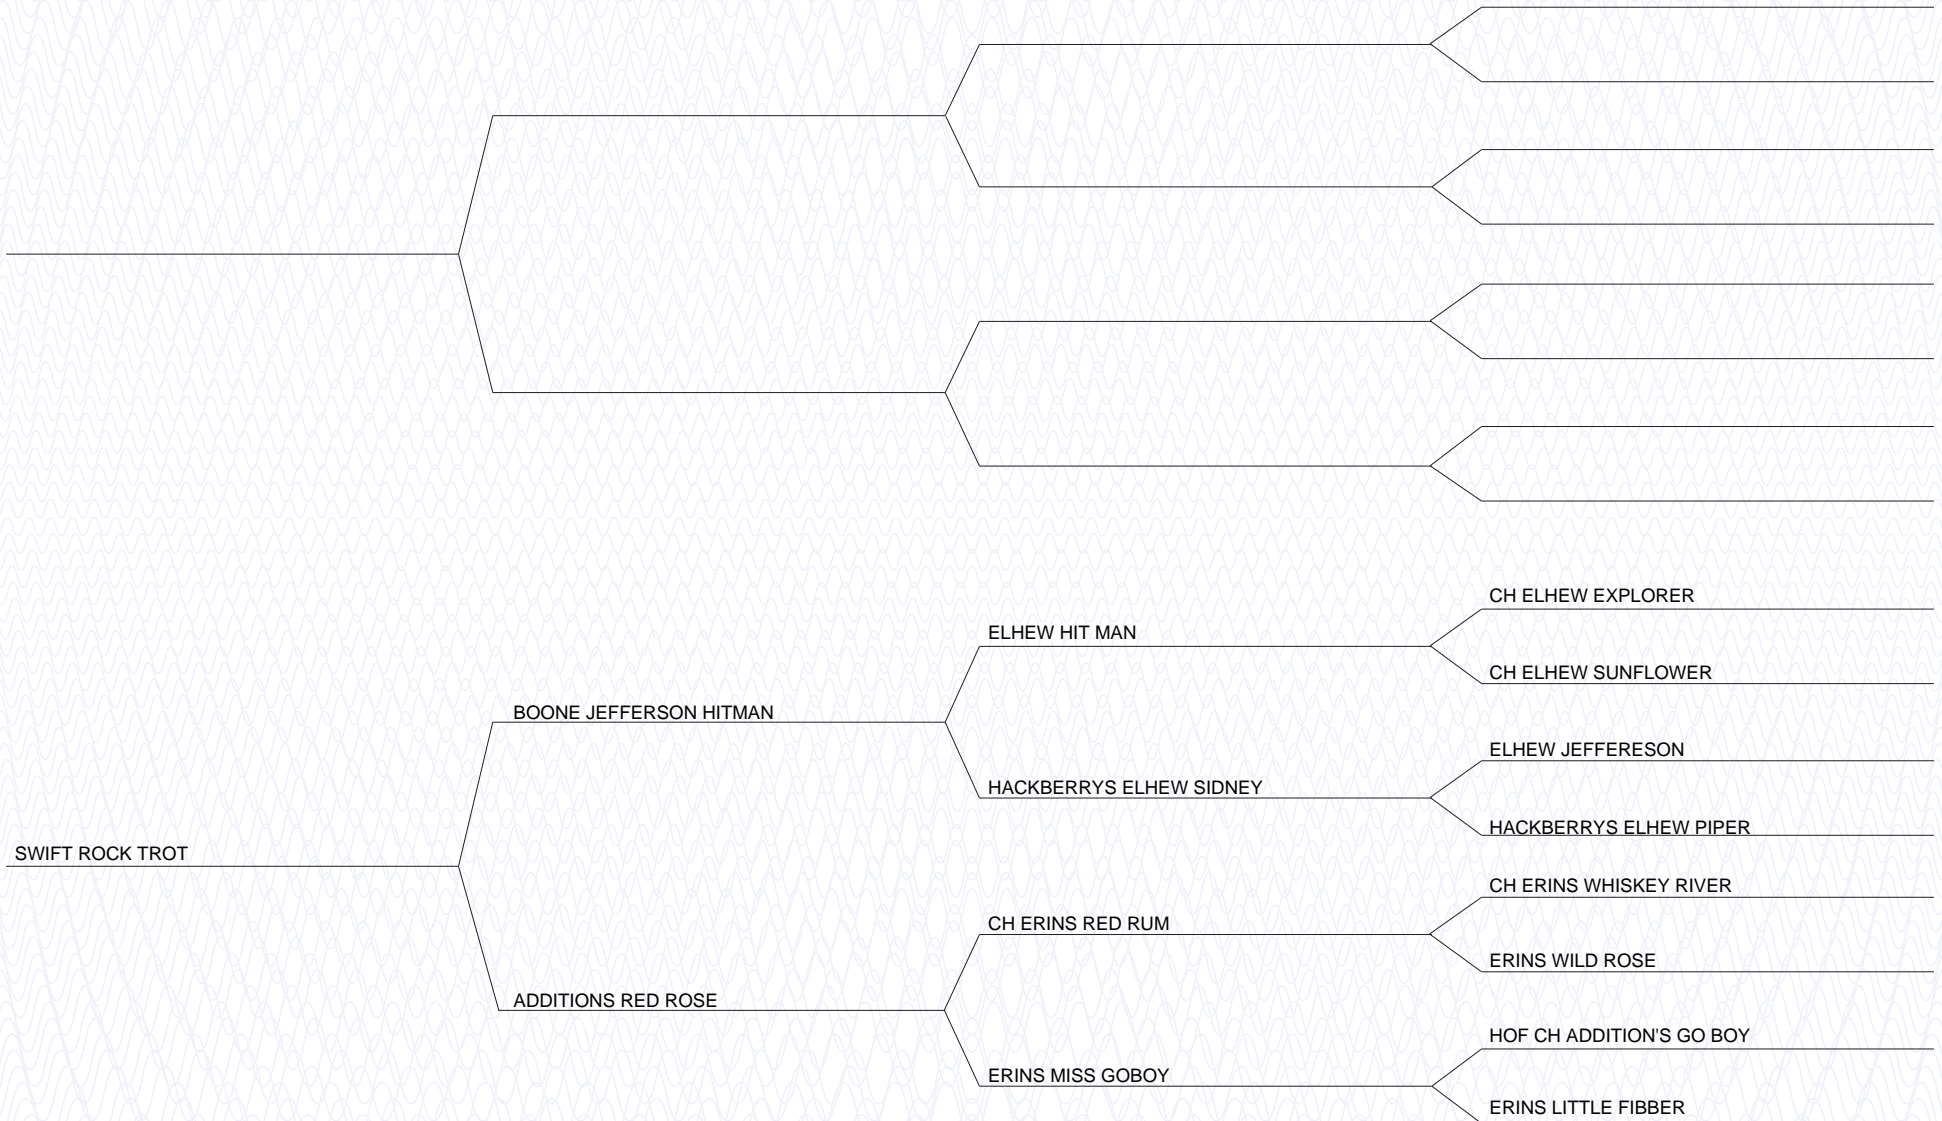 CH ELHEW EXPLORER
ELHEW HIT MAN
CH ELHEW SUNFLOWER
BOONE JEFFERSON HITMAN
ELHEW JEFFERESON
HACKBERRYS ELHEW SIDNEY
HACKBERRYS ELHEW PIPER
SWIFT ROCK TROT
CH ERINS WHISKEY RIVER
CH ERINS RED RUM
ERINS WILD ROSE
ADDITIONS RED ROSE
HOF CH ADDITION'S GO BOY
ERINS MISS GOBOY
ERINS LITTLE FIBBER